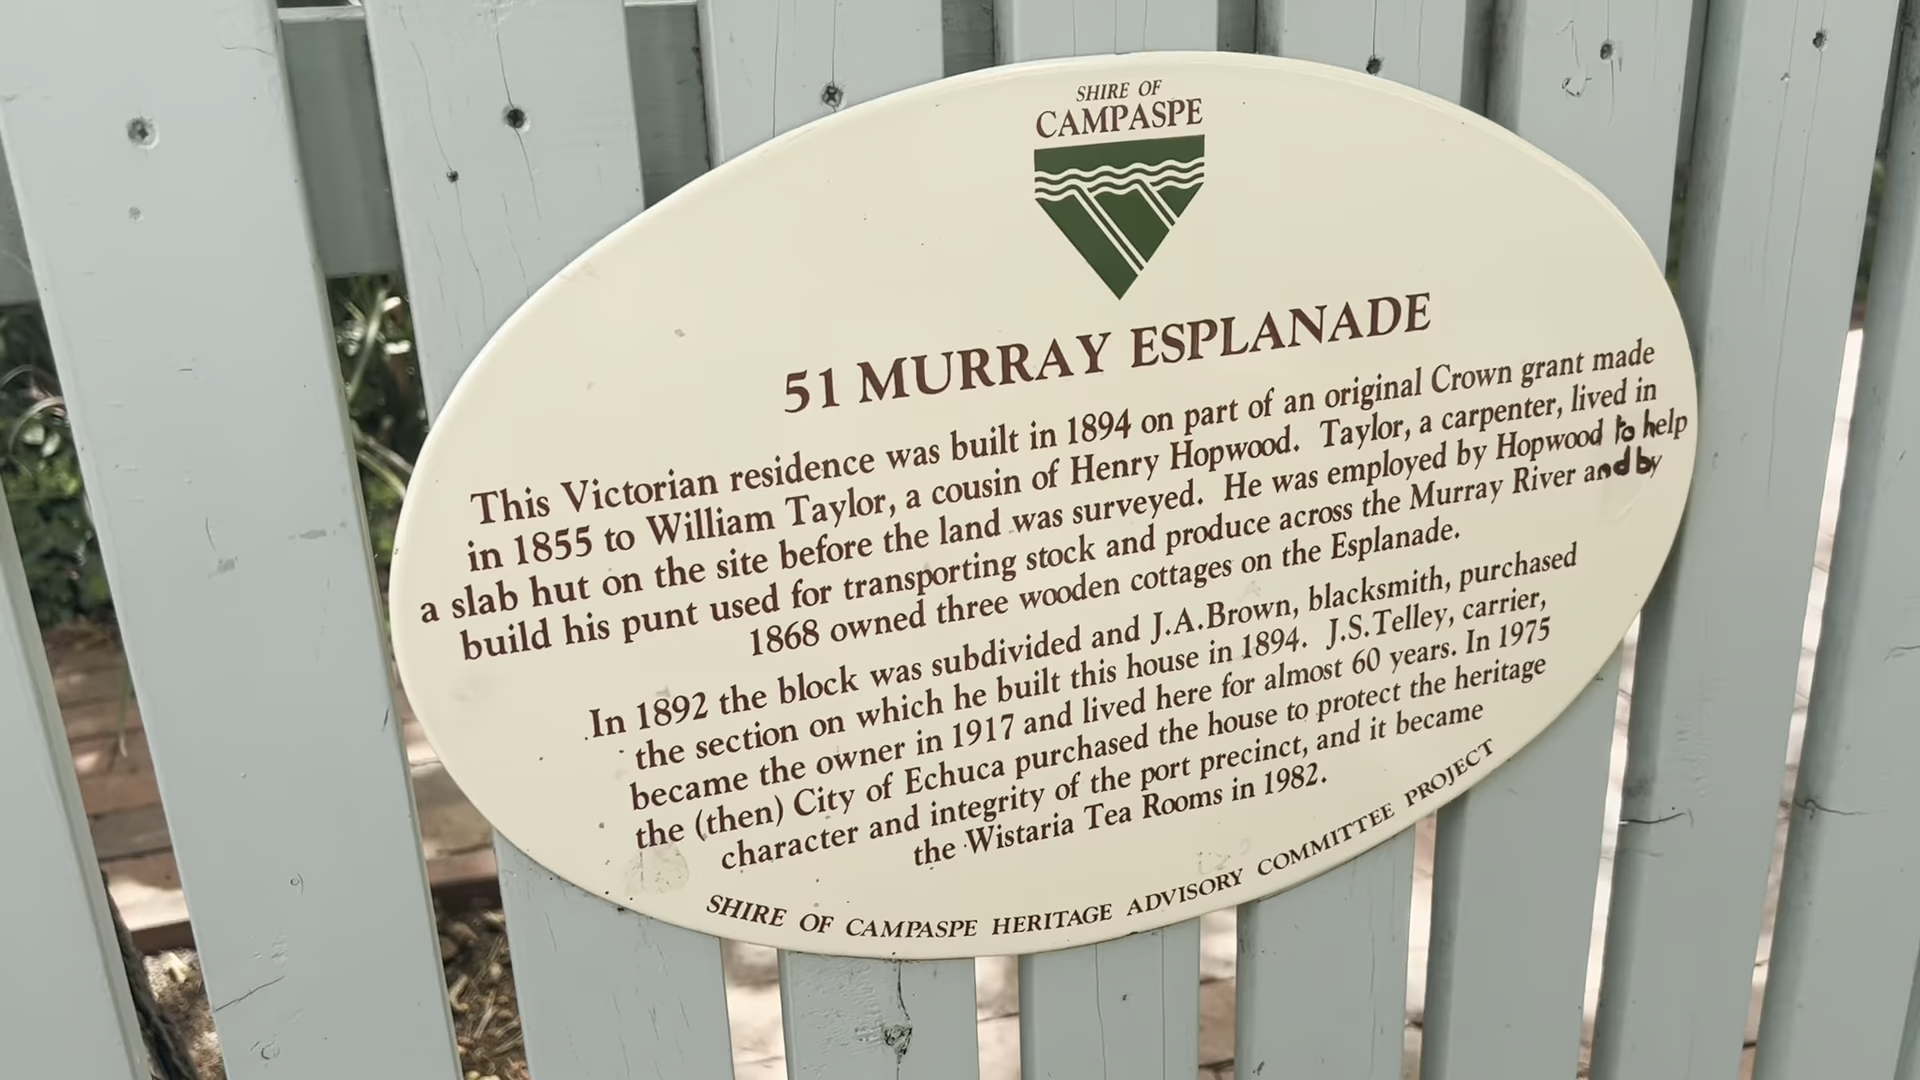 SHIRE OF
CAMPASPE
51 MURRAY ESPLANADE
This Victorian residence was built in 1894 on part of an original Crown grant made
in 1855 to William Taylor, a cousin of Henry Hopwood. Taylor, a carpenter, lived in
a slab hut on the site before the land was surveyed. He was employed by Hopwood to help
build his punt used for transporting stock and produce across the Murray River and by
1868 owned three wooden cottages on the Esplanade.
In 1892 the block was subdivided and J.A.Brown, blacksmith, purchased
the section on which he built this house in 1894. J.S.Telley, carrier,
became the owner in 1917 and lived here for almost 60 years. In 1975
the (then) City of Echuca purchased the house to protect the heritage
character and integrity of the port precinct, and it became
the Wistaria Tea Rooms in 1982.
SHIRE OF CAMPASPE HERITAGE ADVISORY COMMITTEE PROJECT